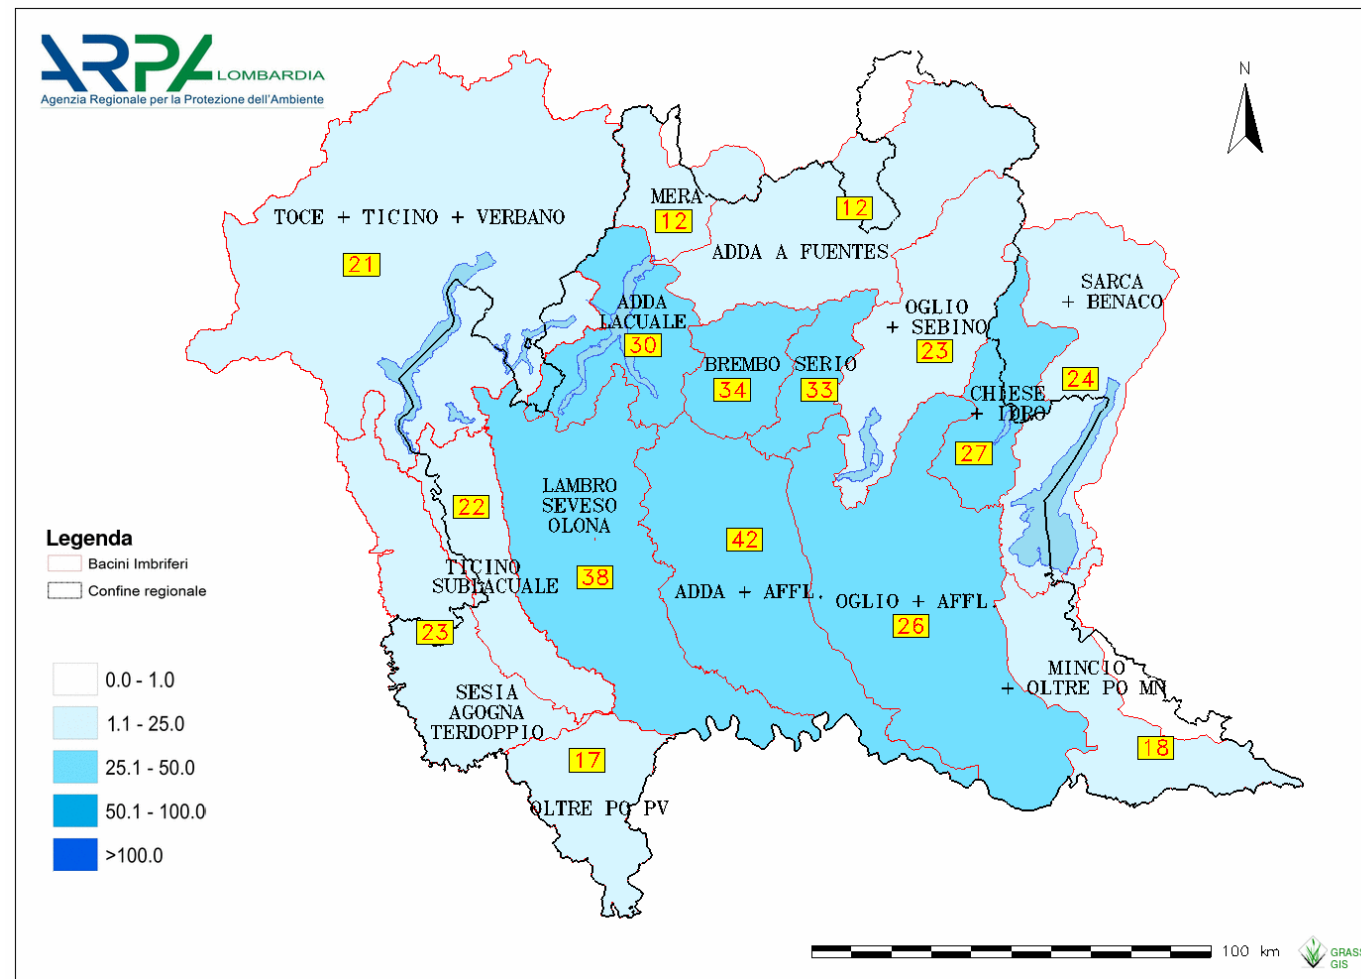 ARPA LOMBARDIA
Agenzia Regionale per la Protezione dell'Ambiente
N
MERA
12
12
TOCE + TICINO + VERBANO
21
ADDA A FUENTES
SARCA
+ BENACO
ADDA
LACUALE
30
OGLIO
+ SEBINO
23
BREMBO
34
SERIO
33
24
CHIESE
+ IDRO
27
22
LAMBRO
SEVESO
OLONA
38
42
TICINO
SUBLACUALE
ADDA + AFFL.
OGLIO + AFFL.
26
23
MINCIO
+ OLTRE PO MN
18
SESIA
AGOGNA
TERDOPPIO
17
OLTRE PO PV
Legenda
Bacini Imbriferi
Confine regionale
0.0 - 1.0
1.1 - 25.0
25.1 - 50.0
50.1 - 100.0
>100.0
100 km
GRASS
GIS